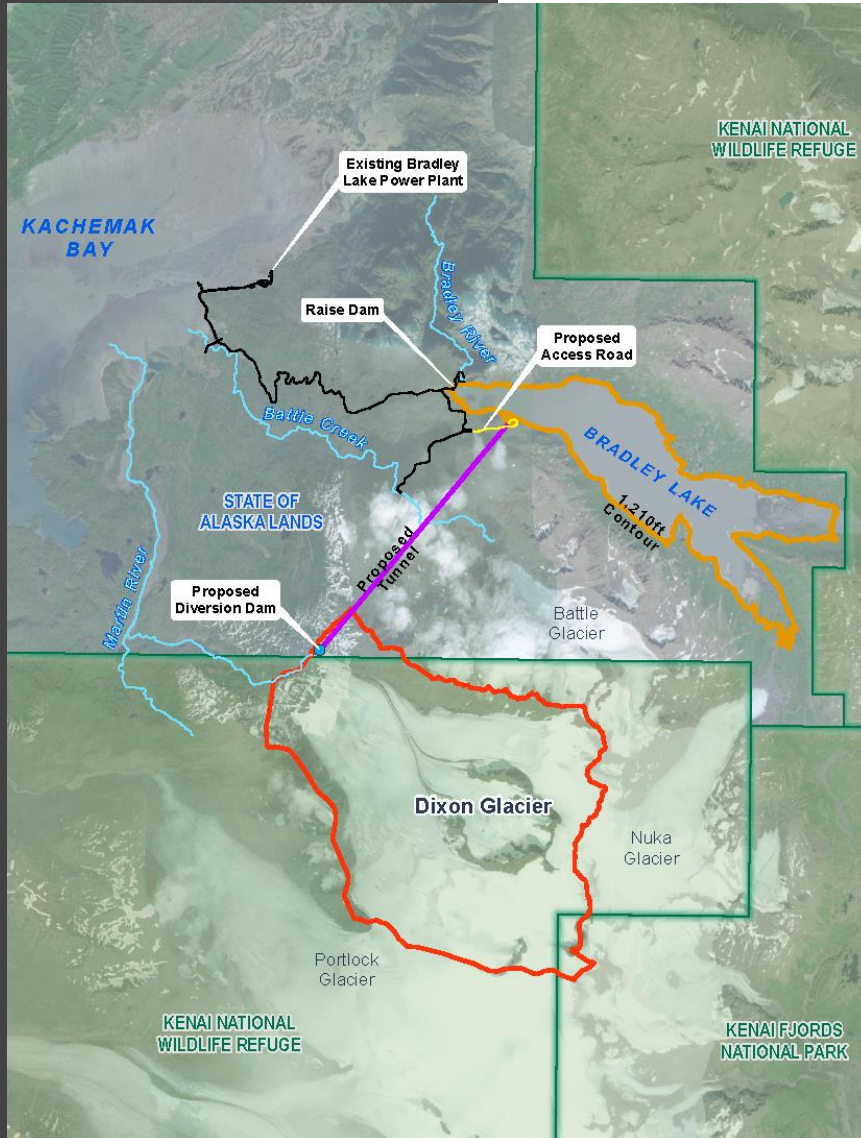 KENAI NATIONAL
WILDLIFE REFUGE
Existing Bradley
Lake Power Plant
KACHEMAK
BAY
Bradley River
Raise Dam
Proposed
Access Road
Battle Creek
BRADLEY LAKE
1,210ft
Contour
STATE OF
ALASKA LANDS
Proposed
Tunnel
Martin River
Proposed
Diversion Dam
Battle
Glacier
Dixon Glacier
Nuka
Glacier
Portlock
Glacier
KENAI NATIONAL
WILDLIFE REFUGE
KENAI FJORDS
NATIONAL PARK